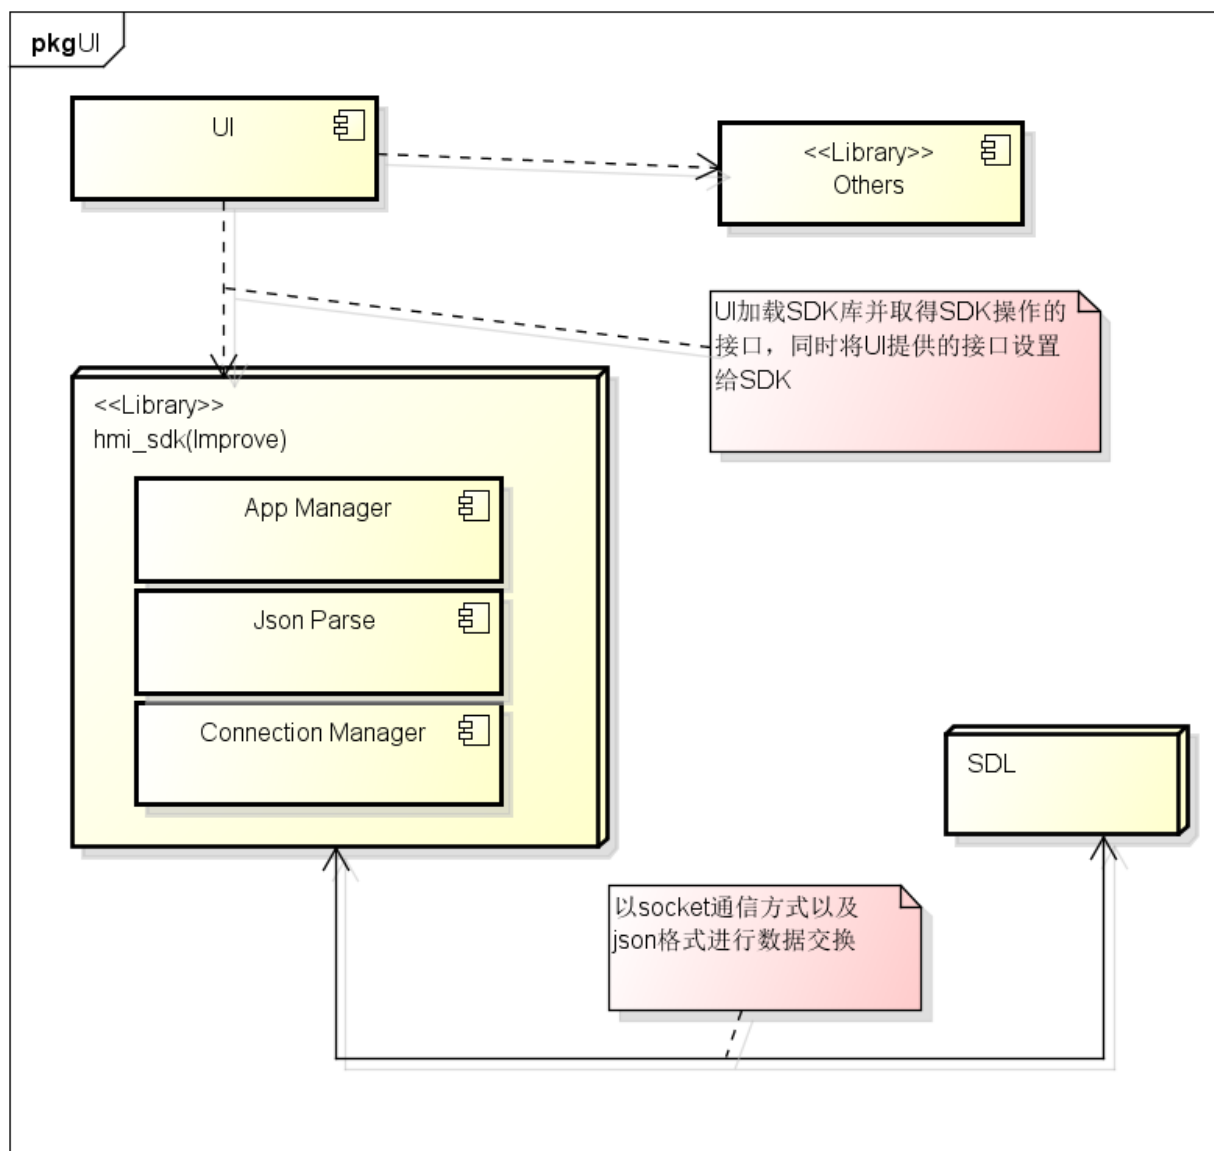 pkgUI
UI
<<Library>>
Others
UI加载SDK库并取得SDK操作的
接口，同时将UI提供的接口设置
给SDK
<<Library>>
hmi_sdk(Improve)
App Manager
Json Parse
Connection Manager
SDL
以socket通信方式以及
json格式进行数据交换